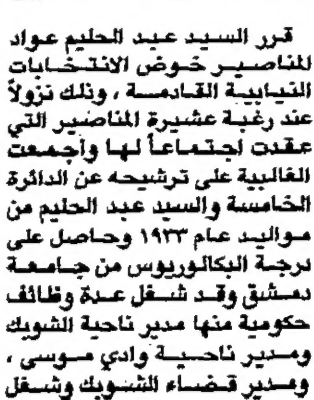 قرر السيد عبد الحليم عواد
المناصير خوض الانتخابات
النيابية القادمة ، وذلك نزولاً
عند رغبة عشيرة المناصير التي
عقدت اجتماعاً لها وأجمعت
الغالبية على ترشيحه عن الدائرة
الخامسة والسيد عبد الحليم من
مواليد عام ١٩٣٣ وحاصل على
درجة البكالوريوس من جامعة
دمشق وقد شغل عدة وظائف
حكومية منها مدير ناحية الشوبك
ومدير ناحية وادي موسى ،
ومدير قضاء الشوبك وشغل